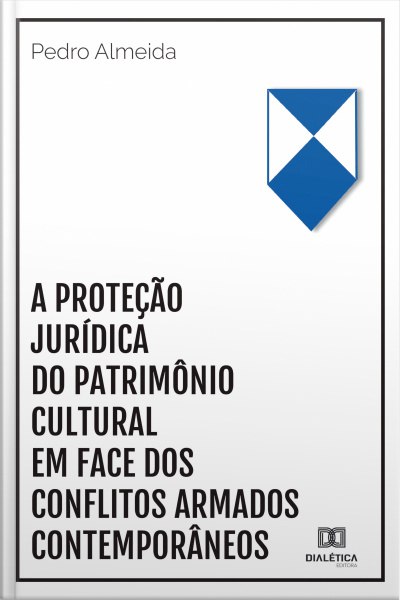 Pedro Almeida
A PROTEÇÃO
JURÍDICA
DO PATRIMÔNIO
CULTURAL
EM FACE DOS
CONFLITOS ARMADOS
CONTEMPORÂNEOS
DIALÉTICA
EDITORA